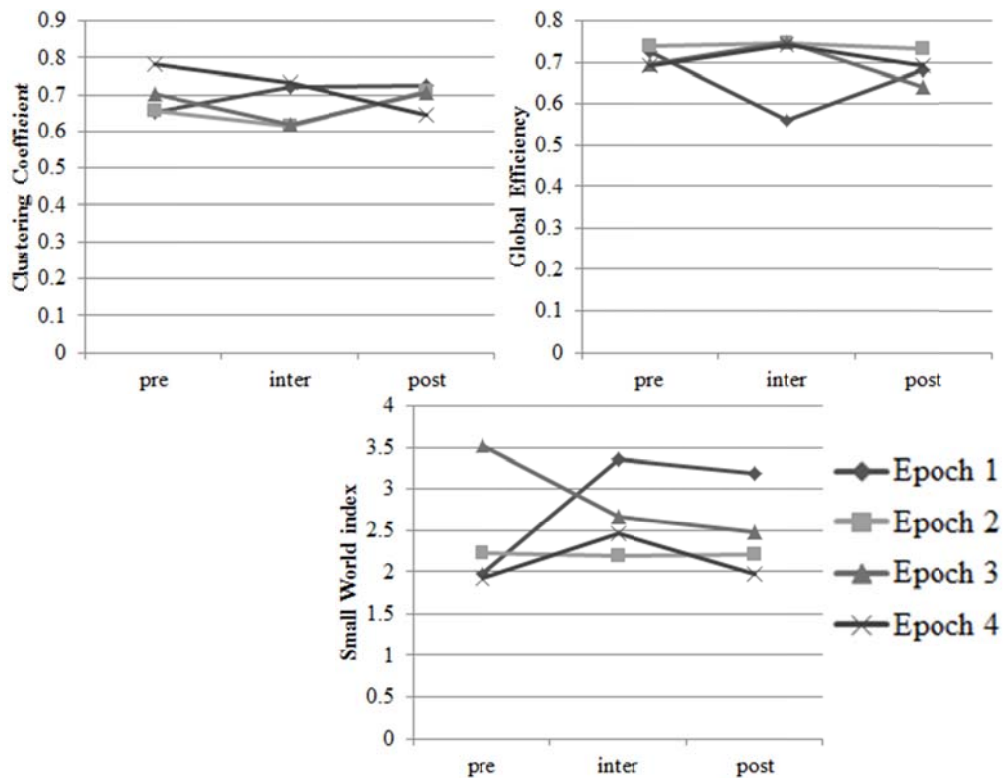 Clustering Coefficient
0.9
0.8
0.7
0.6
0.5
0.4
0.3
0.2
0.1
0
pre inter post
Global Efficiency
0.8
0.7
0.6
0.5
0.4
0.3
0.2
0.1
0
pre inter post
Small World index
4
3.5
3
2.5
2
1.5
1
0.5
0
pre inter post
Epoch 1
Epoch 2
Epoch 3
Epoch 4